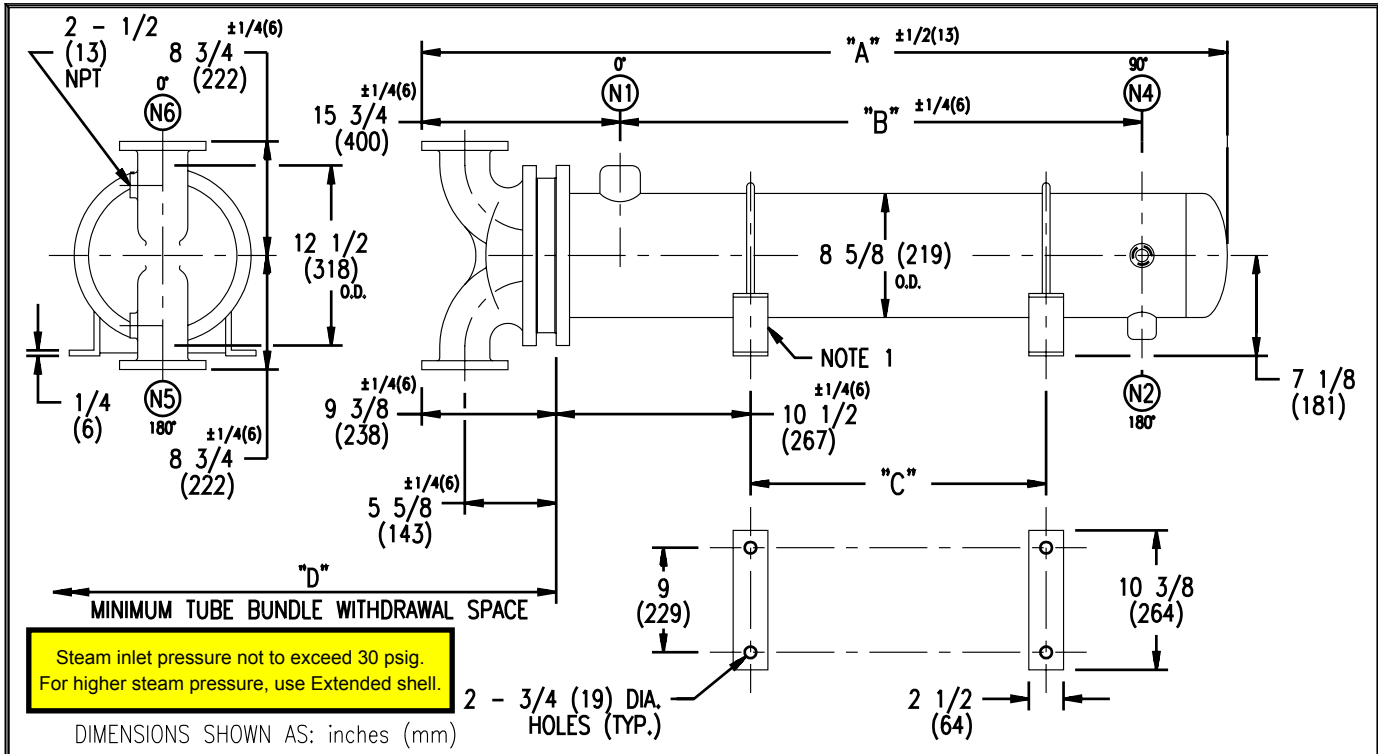 2 - 1/2
(13)
NPT
±1/4(6)
8 3/4
(222)
0°
N6
12 1/2
(318)
O.D.
1/4
(6)
N5
180°
±1/4(6)
8 3/4
(222)
"A" ±1/2(13)
±1/4(6)
15 3/4
(400)
0°
N1
"B" ±1/4(6)
90°
N4
8 5/8 (219)
O.D.
NOTE 1
±1/4(6)
9 3/8
(238)
±1/4(6)
10 1/2
(267)
N2
180°
7 1/8
(181)
±1/4(6)
5 5/8
(143)
"C"
"D"
MINIMUM TUBE BUNDLE WITHDRAWAL SPACE
9
(229)
10 3/8
(264)
Steam inlet pressure not to exceed 30 psig.
For higher steam pressure, use Extended shell.
2 - 3/4 (19) DIA.
HOLES (TYP.)
2 1/2
(64)
DIMENSIONS SHOWN AS: inches (mm)